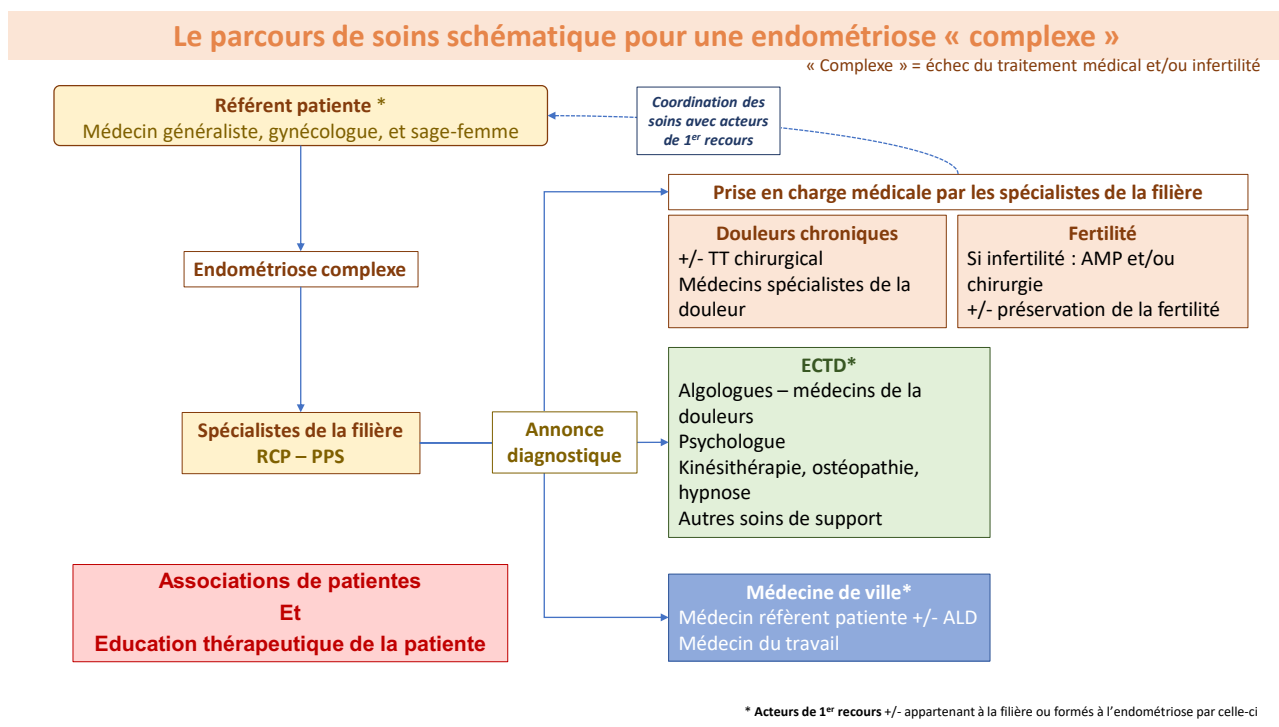 Le parcours de soins schématique pour une endométriose « complexe »
« Complexe » = échec du traitement médical et/ou infertilité
Référent patiente *
Médecin généraliste, gynécologue, et sage-femme
Coordination des
soins avec acteurs
de 1er recours
Prise en charge médicale par les spécialistes de la filière
Douleurs chroniques
+/- TT chirurgical
Médecins spécialistes de la
douleur
Fertilité
Si infertilité : AMP et/ou
chirurgie
+/- préservation de la fertilité
Endométriose complexe
ECTD*
Algologues – médecins de la
douleurs
Psychologue
Kinésithérapie, ostéopathie,
hypnose
Autres soins de support
Spécialistes de la filière
RCP – PPS
Annonce
diagnostique
Associations de patientes
Et
Education thérapeutique de la patiente
Médecine de ville*
Médecin réfèrent patiente +/- ALD
Médecin du travail
* Acteurs de 1er recours +/- appartenant à la filière ou formés à l'endométriose par celle-ci